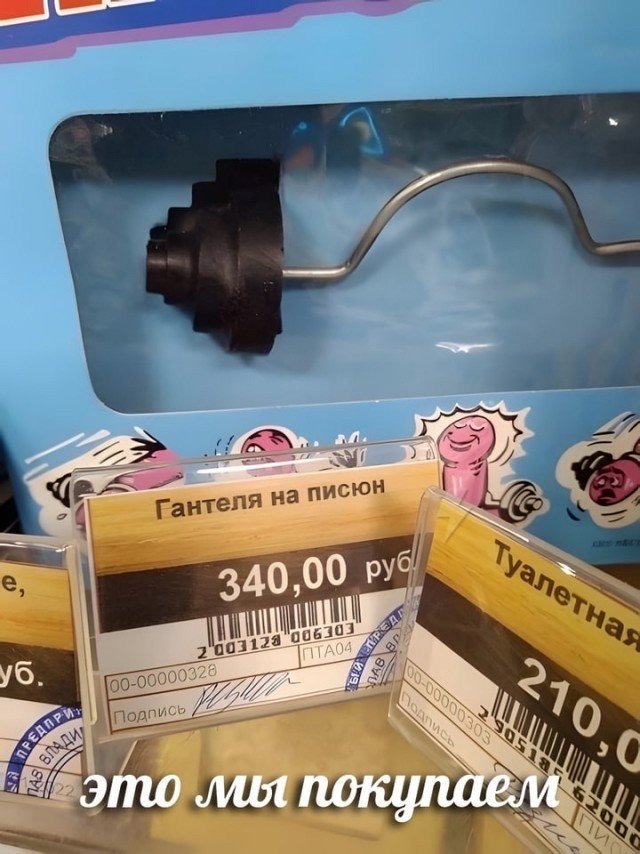 Гантеля на писюн
340,00 руб.
2 003128 006303
00-00000328
ПТА04
Подпись
е,
уб.
Туалетная
210,0
00-00000303
Подпись
это мы покупаем